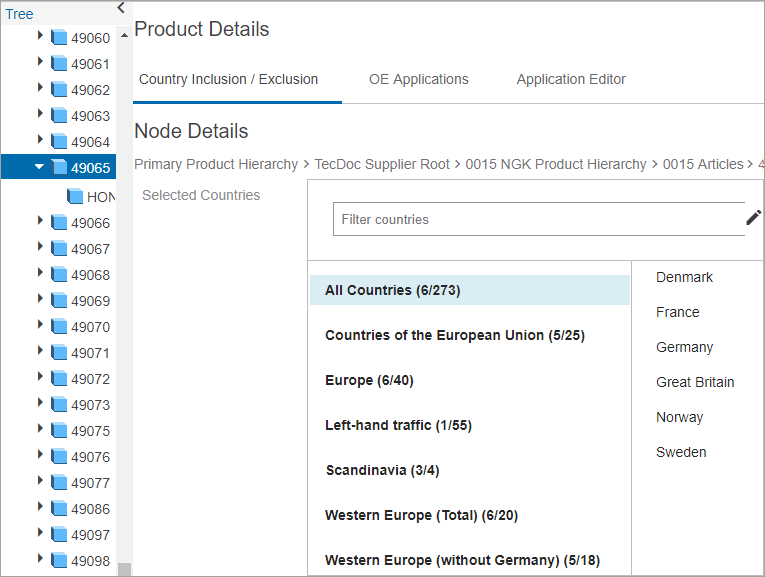 Tree
49060
49061
49062
49063
49064
49065
HON
49066
49067
49068
49069
49070
49071
49072
49073
49075
49076
49077
49086
49097
49098
Product Details
Country Inclusion / Exclusion OE Applications Application Editor
Node Details
Primary Product Hierarchy > TecDoc Supplier Root > 0015 NGK Product Hierarchy > 0015 Articles > 4
Selected Countries
Filter countries
All Countries (6/273)
Countries of the European Union (5/25)
Europe (6/40)
Left-hand traffic (1/55)
Scandinavia (3/4)
Western Europe (Total) (6/20)
Western Europe (without Germany) (5/18)
Denmark
France
Germany
Great Britain
Norway
Sweden